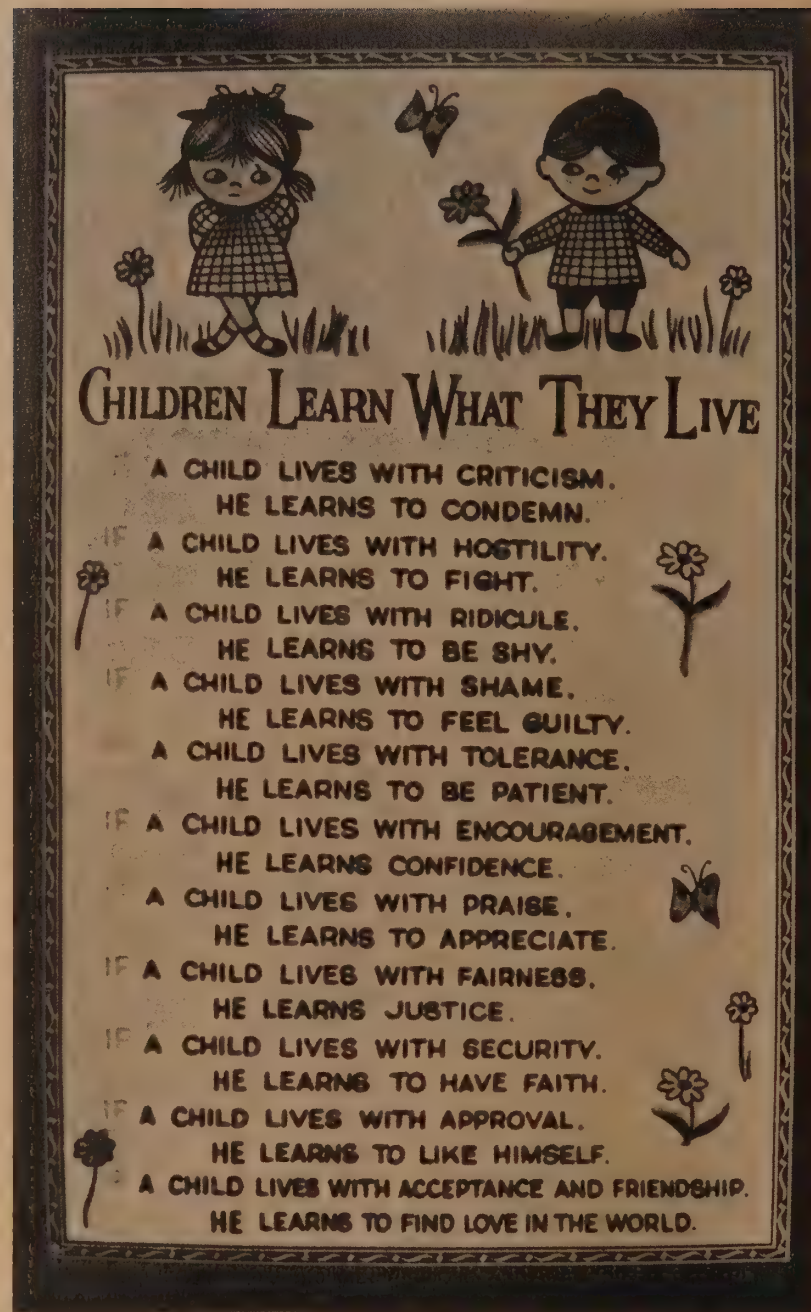 CHILDREN LEARN WHAT THEY LIVE
A CHILD LIVES WITH CRITICISM.
HE LEARNS TO CONDEMN.
IF A CHILD LIVES WITH HOSTILITY.
HE LEARNS TO FIGHT.
IF A CHILD LIVES WITH RIDICULE.
HE LEARNS TO BE SHY.
IF A CHILD LIVES WITH SHAME.
HE LEARNS TO FEEL GUILTY.
A CHILD LIVES WITH TOLERANCE.
HE LEARNS TO BE PATIENT.
IF A CHILD LIVES WITH ENCOURAGEMENT.
HE LEARNS CONFIDENCE.
A CHILD LIVES WITH PRAISE.
HE LEARNS TO APPRECIATE.
IF A CHILD LIVES WITH FAIRNESS.
HE LEARNS JUSTICE.
IF A CHILD LIVES WITH SECURITY.
HE LEARNS TO HAVE FAITH.
IF A CHILD LIVES WITH APPROVAL.
HE LEARNS TO LIKE HIMSELF.
A CHILD LIVES WITH ACCEPTANCE AND FRIENDSHIP.
HE LEARNS TO FIND LOVE IN THE WORLD.